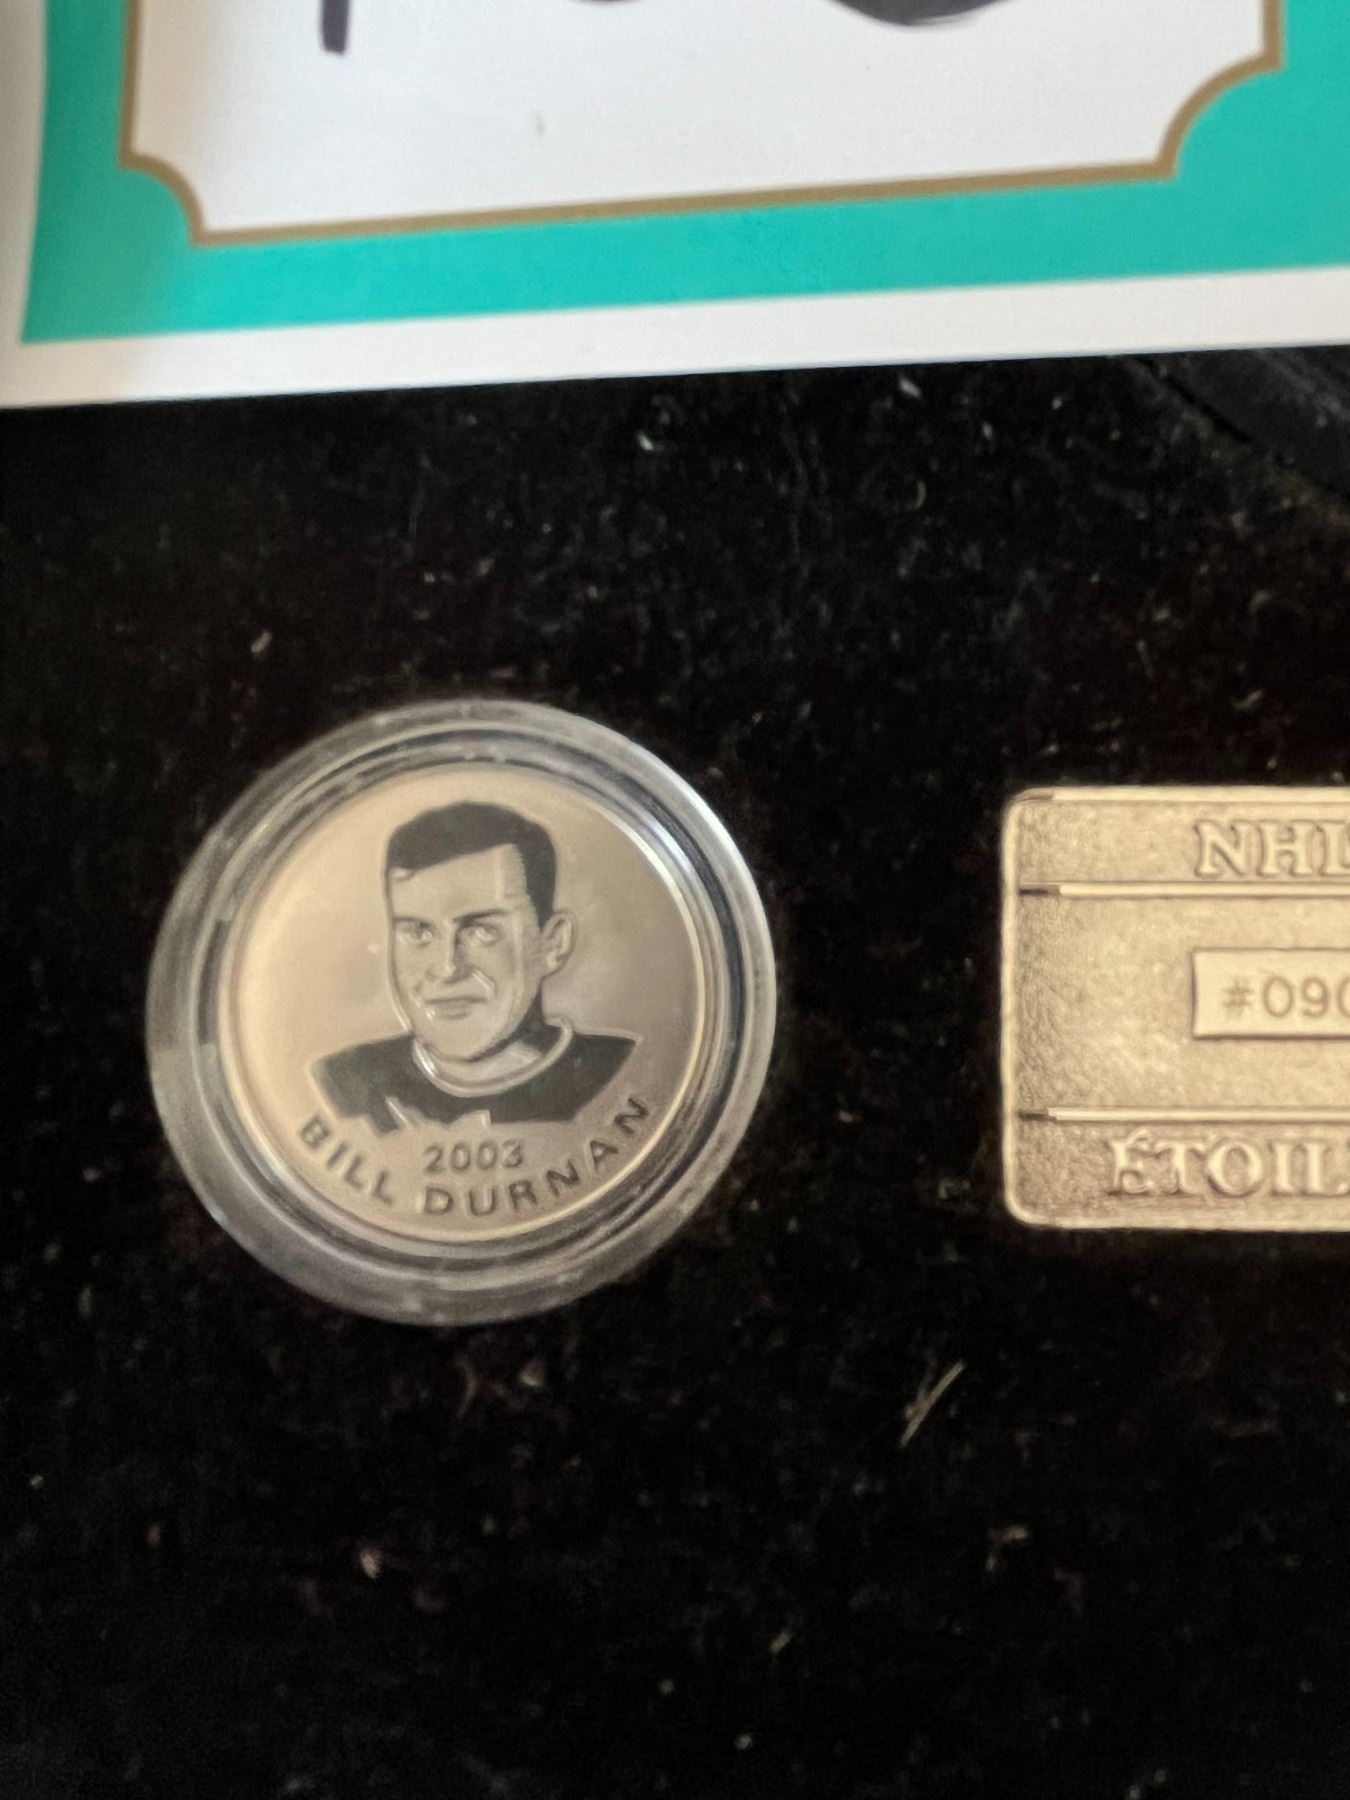 2003
BILL DURNAN
NHL
#090
ÉTOIL